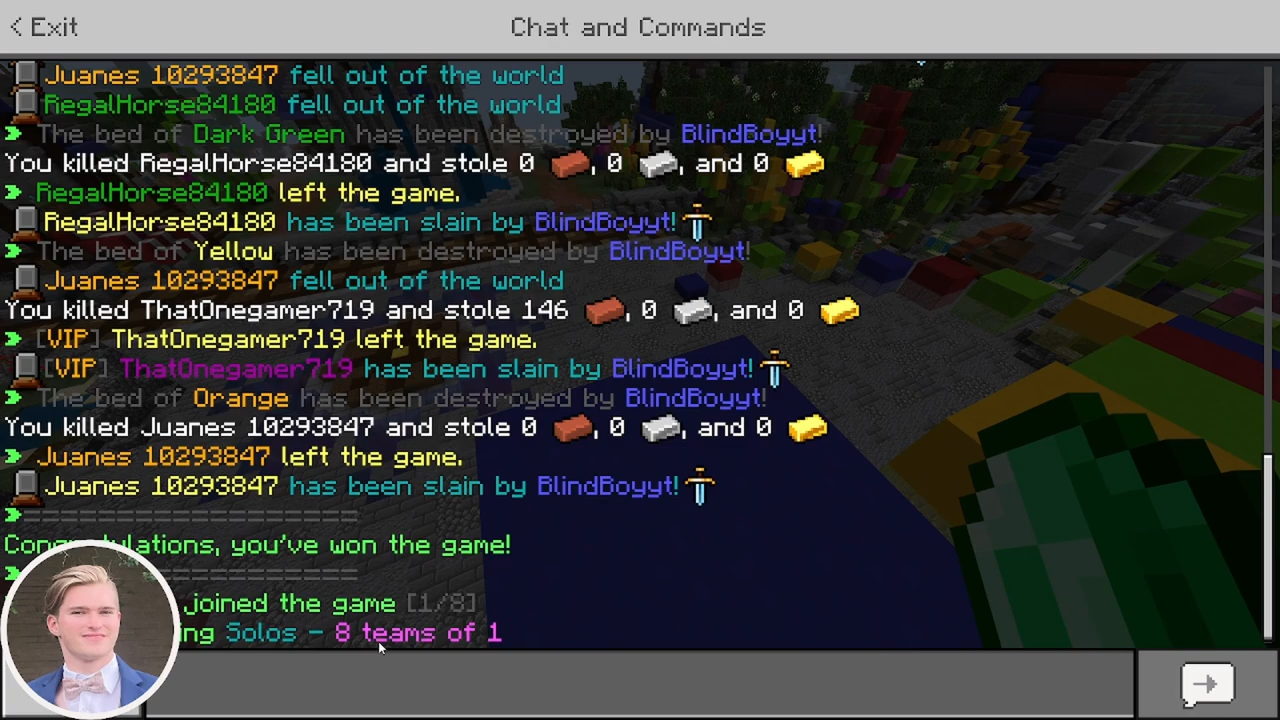 < Exit
Chat and Commands
Juanes 10293847 fell out of the world
RegalHorse84180 fell out of the world
The bed of Dark Green has been destroyed by BlindBoyyt!
You killed RegalHorse84180 and stole 0 , 0 , and 0
RegalHorse84180 left the game.
RegalHorse84180 has been slain by BlindBoyyt!
The bed of Yellow has been destroyed by BlindBoyyt!
Juanes 10293847 fell out of the world
You killed ThatOnegamer719 and stole 146 , 0 , and 0
[VIP] ThatOnegamer719 left the game.
[VIP] ThatOnegamer719 has been slain by BlindBoyyt!
The bed of Orange has been destroyed by BlindBoyyt!
You killed Juanes 10293847 and stole 0 , 0 , and 0
Juanes 10293847 left the game.
Juanes 10293847 has been slain by BlindBoyyt!
Congratulations, you've won the game!
joined the game [1/8]
ing Solos - 8 teams of 1